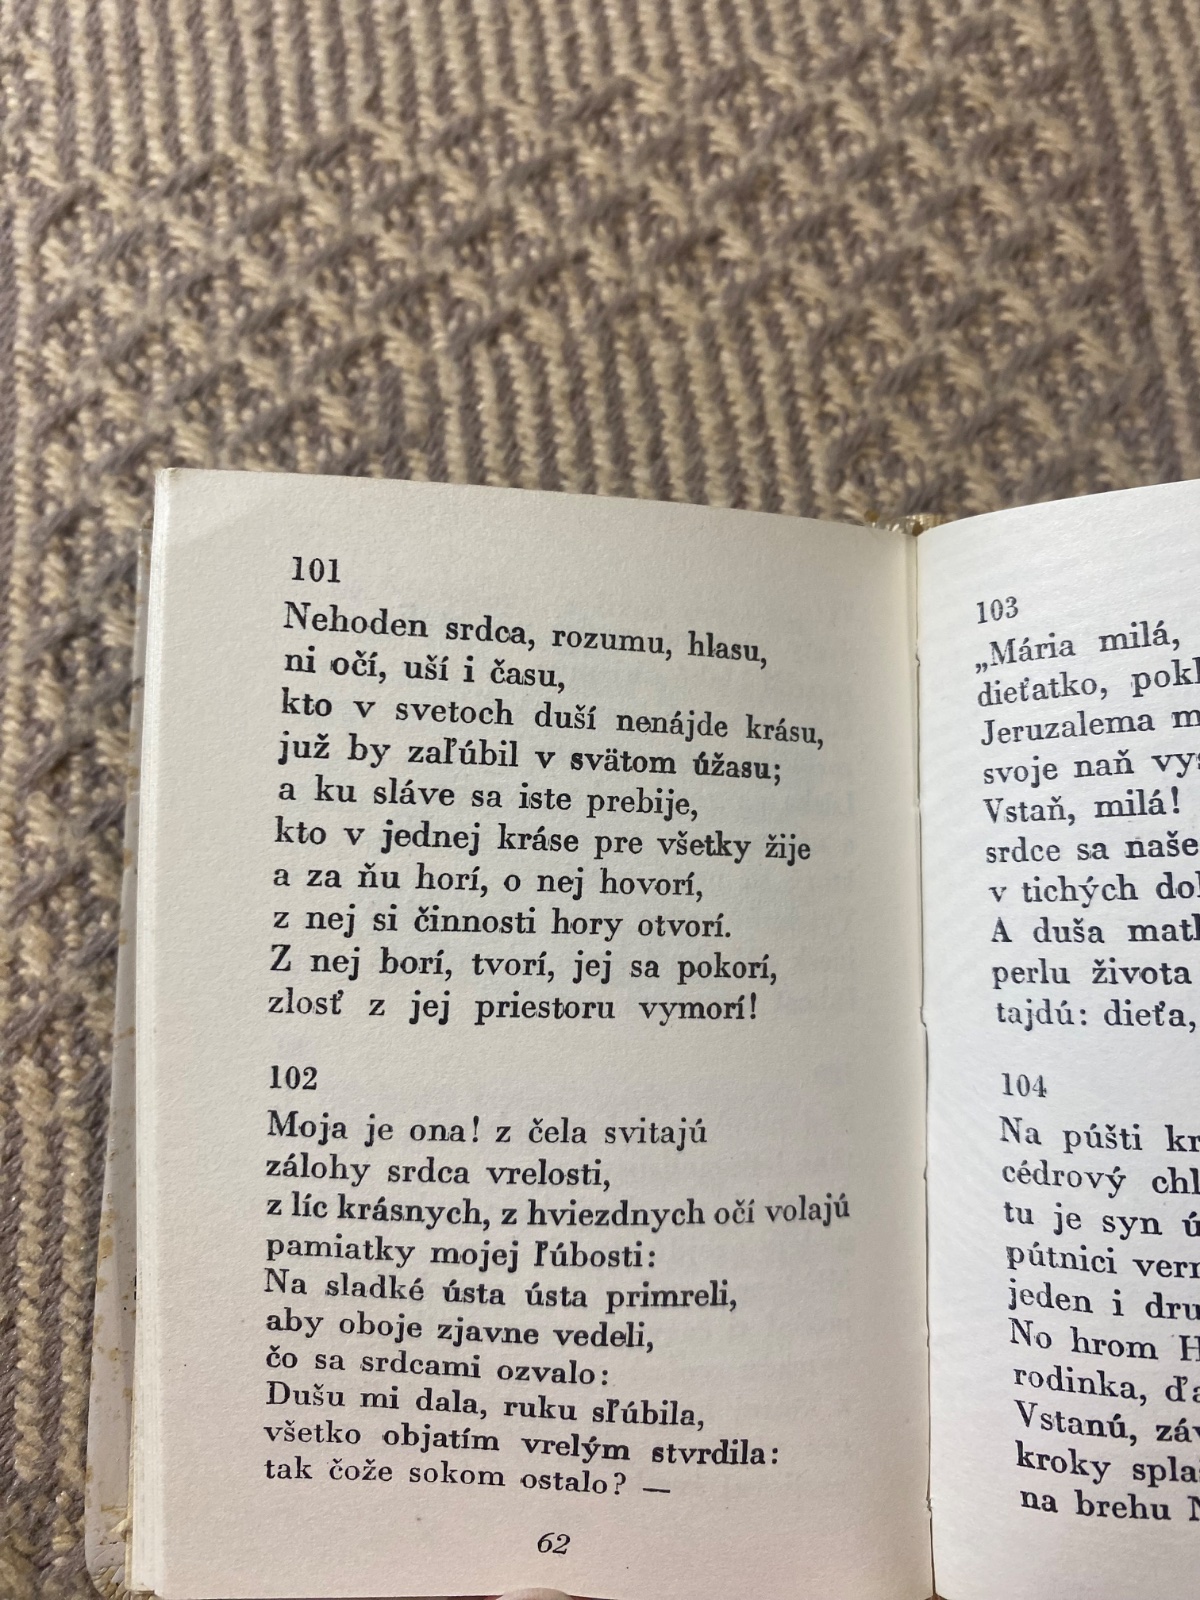 101
Nehoden srdca, rozumu, hlasu,
ni očí, uší i času,
kto v svetoch duší nenájde krásu,
již by zaľúbil v svätom úžasu;
a ku sláve sa iste prebije,
kto v jednej kráse pre všetky žije
a za ňu horí, o nej hovorí,
z nej si činnosti hory otvorí.
Z nej borí, tvorí, jej sa pokorí,
zlosť z jej priestoru vymorí!
102
Moja je ona! z čela svitajú
zálohy srdca vrelosti,
z líc krásnych, z hviezdnych očí volajú
pamiatky mojej ľúbosti:
Na sladké ústa ústa primreli,
aby oboje zjavne vedeli,
čo sa srdcami ozvalo:
Dušu mi dala, ruku sľúbila,
všetko objatím vrelým stvrdila:
tak čože sokom ostalo? —
62
103
„Mária milá,
dieťatko,
Jeruzalema
svoje naň
Vstaň, milá!
srdce sa naše
v tichých
A duša
perlu života
tajdú: dieťa,
104
Na púšti
cédrový
tu je syn
pútnici
jeden i
No hrom
rodinka,
Vstanú,
kroky
na brehu